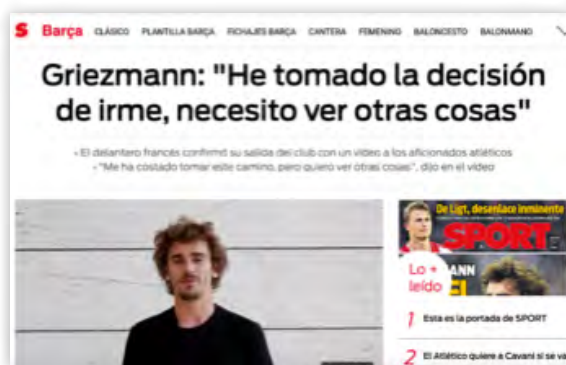 S Barça CLÁSICO PLANTILLA BARÇA FICHAJES BARÇA CANTERA FEMENINO BALONCESTO BALONMANO
Griezmann: "He tomado la decisión
de irme, necesito ver otras cosas"
- El delantero francés confirmó su salida del club con un vídeo a los aficionados atléticos
- "Me ha costado tomar este camino, pero quiero ver otras cosas", dijo en el vídeo
De Ligt, desenlace inminente
SPORT
Lo +
leído
ANN
EL
1 Esta es la portada de SPORT
2 El Atlético quiere a Cavani si se va